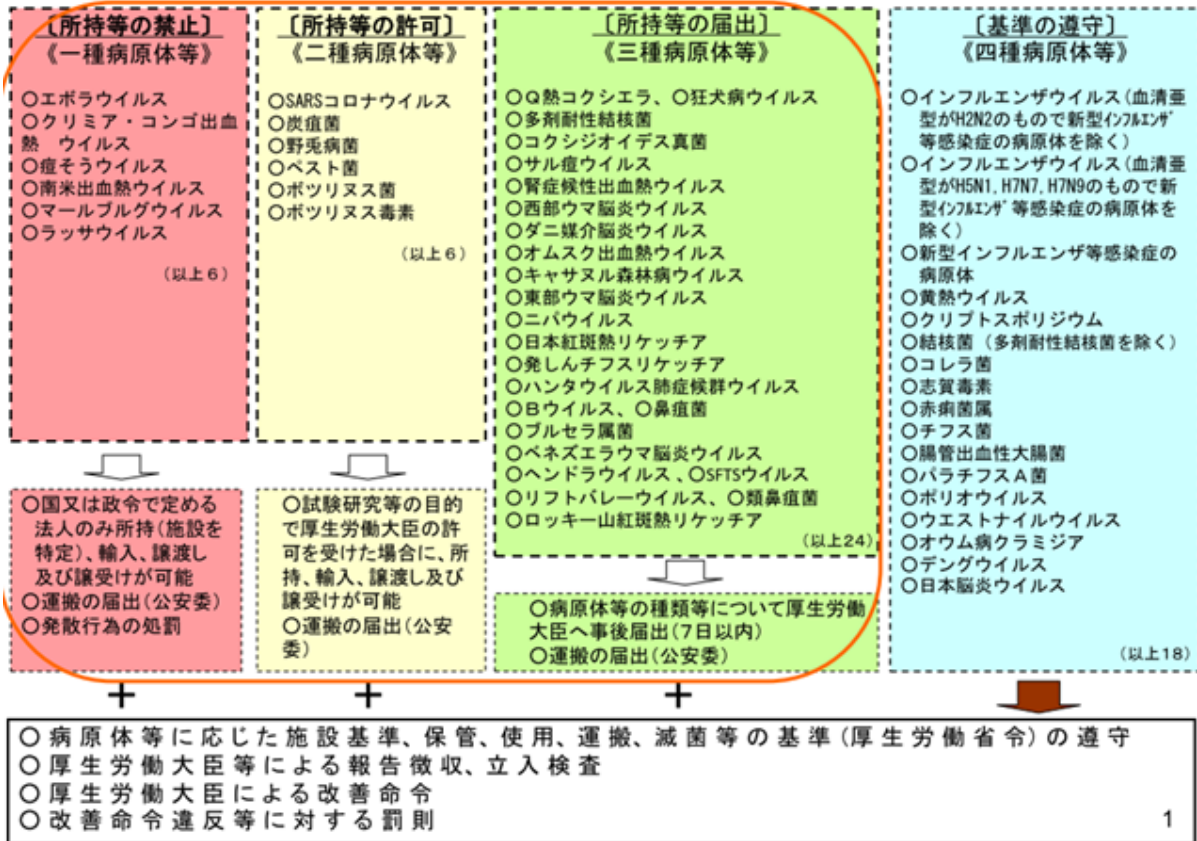 〔所持等の禁止〕
《一種病原体等》
○エボラウイルス
○クリミア・コンゴ出血
熱　ウイルス
○痘そうウイルス
○南米出血熱ウイルス
○マールブルグウイルス
○ラッサウイルス
(以上6)
○国又は政令で定める
法人のみ所持(施設を
特定)、輸入、譲渡し
及び譲受けが可能
○運搬の届出(公安委)
○発散行為の処罰
〔所持等の許可〕
《二種病原体等》
○SARSコロナウイルス
○炭疽菌
○野兎病菌
○ペスト菌
○ボツリヌス菌
○ボツリヌス毒素
(以上6)
○試験研究等の目的
で厚生労働大臣の許
可を受けた場合に、所
持、輸入、譲渡し及び
譲受けが可能
○運搬の届出(公安
委)
〔所持等の届出〕
《三種病原体等》
○Q熱コクシエラ、○狂犬病ウイルス
○多剤耐性結核菌
○コクシジオイデス真菌
○サル痘ウイルス
○腎症候性出血熱ウイルス
○西部ウマ脳炎ウイルス
○ダニ媒介脳炎ウイルス
○オムスク出血熱ウイルス
○キャサヌル森林病ウイルス
○東部ウマ脳炎ウイルス
○ニパウイルス
○日本紅斑熱リケッチア
○発しんチフスリケッチア
○ハンタウイルス肺症候群ウイルス
○Bウイルス、○鼻疽菌
○ブルセラ属菌
○ベネズエラウマ脳炎ウイルス
○ヘンドラウイルス、○SFTSウイルス
○リフトバレーウイルス、○類鼻疽菌
○ロッキー山紅斑熱リケッチア
(以上24)
○病原体等の種類等について厚生労働
大臣へ事後届出(7日以内)
○運搬の届出(公安委)
〔基準の遵守〕
《四種病原体等》
○インフルエンザウイルス(血清亜
型がH2N2のもので新型インフルエンザ
等感染症の病原体を除く)
○インフルエンザウイルス(血清亜
型がH5N1,H7N7,H7N9のもので新
型インフルエンザ等感染症の病原体を
除く)
○新型インフルエンザ等感染症の
病原体
○黄熱ウイルス
○クリプトスポリジウム
○結核菌（多剤耐性結核菌を除く）
○コレラ菌
○志賀毒素
○赤痢菌属
○チフス菌
○腸管出血性大腸菌
○パラチフスA菌
○ポリオウイルス
○ウエストナイルウイルス
○オウム病クラミジア
○デングウイルス
○日本脳炎ウイルス
(以上18)
＋ ＋ ＋
○病原体等に応じた施設基準、保管、使用、運搬、滅菌等の基準(厚生労働省令)の遵守
○厚生労働大臣等による報告徴収、立入検査
○厚生労働大臣による改善命令
○改善命令違反等に対する罰則
1